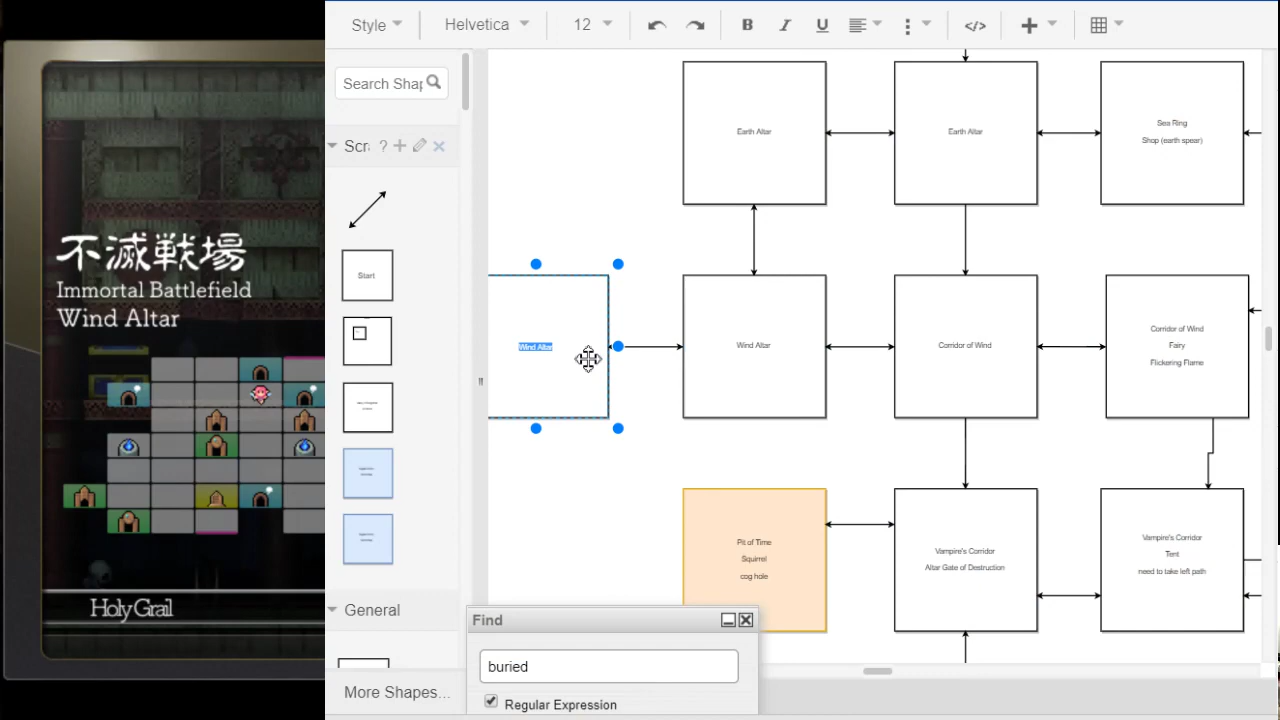 不滅戦場
Immortal Battlefield
Wind Altar
Holy Grail
Style
Helvetica
12
B
I
U
</>
Search Shap
Scr
?
Start
General
More Shapes...
Earth Altar
Earth Altar
Sea Ring
Shop (earth spear)
Wind Altar
Wind Altar
Corridor of Wind
Corridor of Wind
Fairy
Flickering Flame
Pit of Time
Squirrel
cog hole
Vampire's Corridor
Altar Gate of Destruction
Vampire's Corridor
Tent
need to take left path
Find
buried
Regular Expression